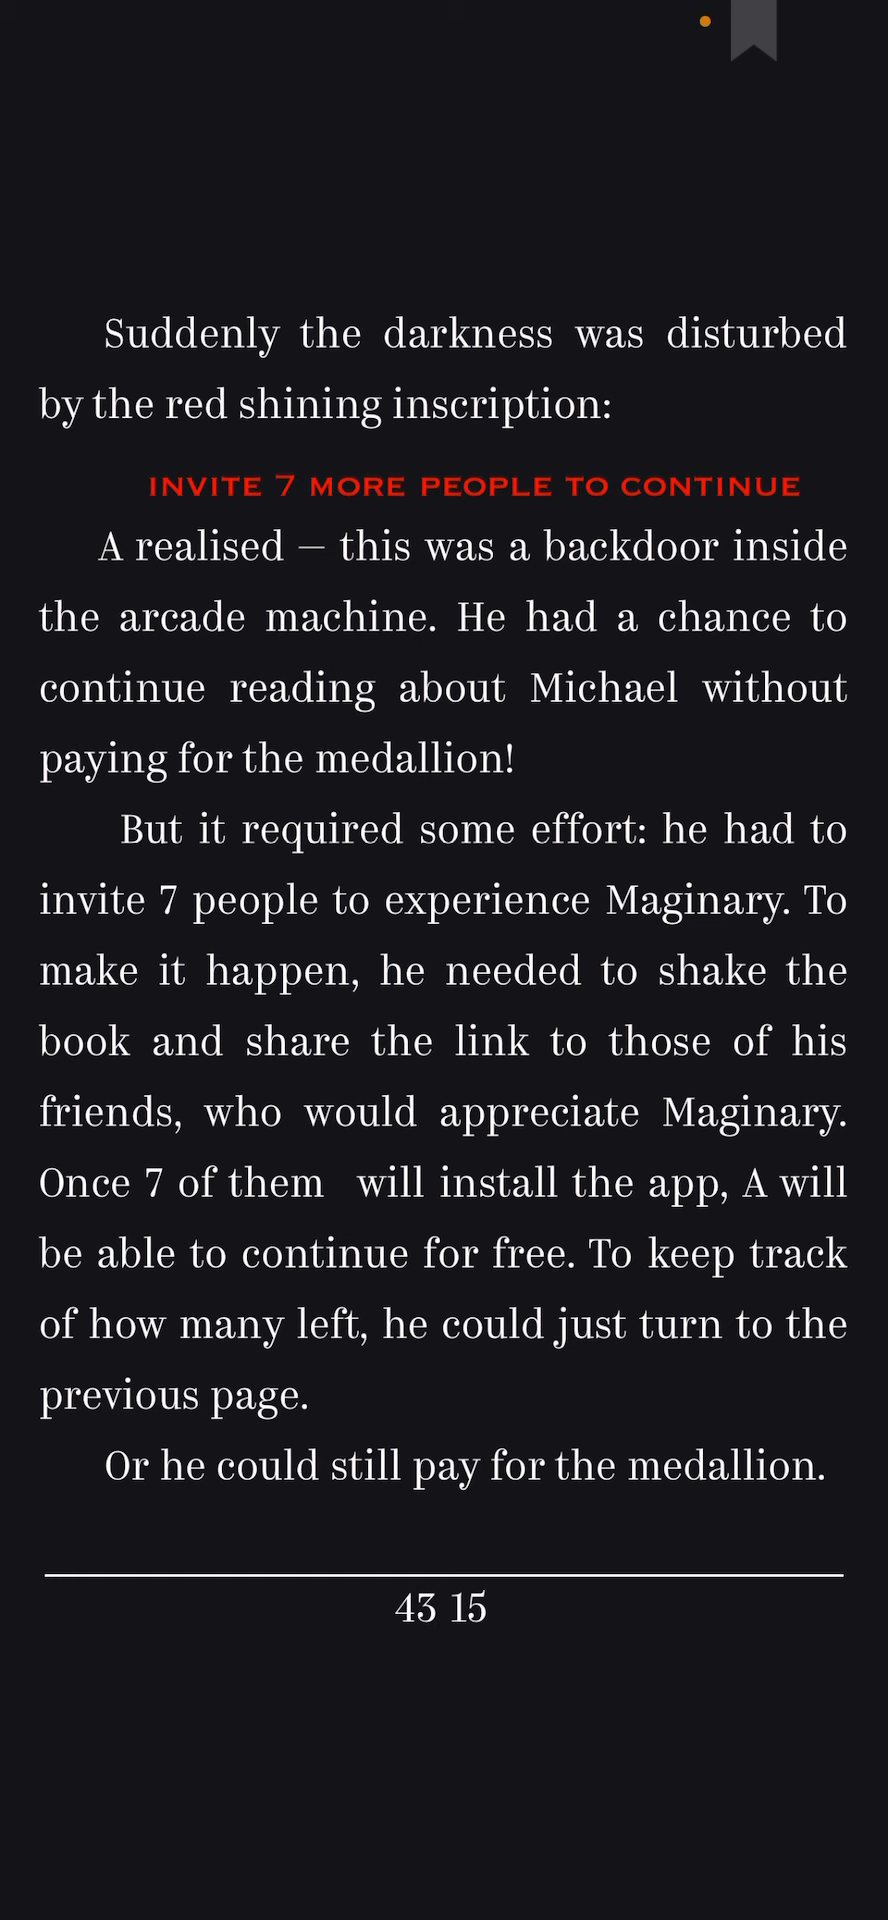 Suddenly the darkness was disturbed
by the red shining inscription:
INVITE 7 MORE PEOPLE TO CONTINUE
A realised – this was a backdoor inside
the arcade machine. He had a chance to
continue reading about Michael without
paying for the medallion!
But it required some effort: he had to
invite 7 people to experience Maginary. To
make it happen, he needed to shake the
book and share the link to those of his
friends, who would appreciate Maginary.
Once 7 of them will install the app, A will
be able to continue for free. To keep track
of how many left, he could just turn to the
previous page.
Or he could still pay for the medallion.
43 15